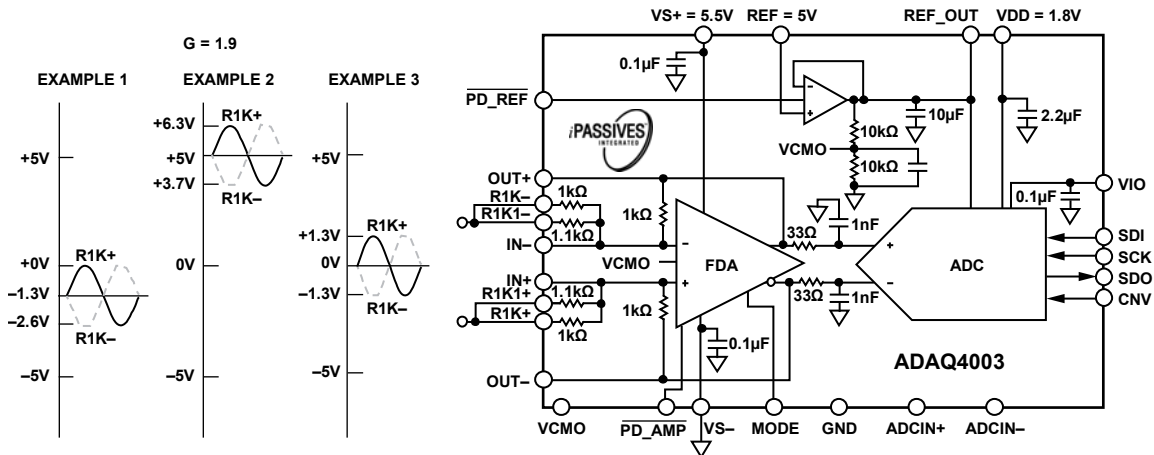 G = 1.9
EXAMPLE 1
+5V
+0V
R1K+
–1.3V
–2.6V
R1K–
–5V
EXAMPLE 2
+6.3V
R1K+
+5V
+3.7V
R1K–
0V
–5V
EXAMPLE 3
+5V
+1.3V
R1K+
0V
–1.3V
R1K–
–5V
VS+ = 5.5V
REF = 5V
REF_OUT
VDD = 1.8V
0.1µF
PD_REF
10µF
2.2µF
iPASSIVES™
INTEGRATED
10kΩ
VCMO
10kΩ
OUT+
VIO
0.1µF
R1K–
1kΩ
R1K1–
1.1kΩ
1kΩ
IN–
VCMO
FDA
33Ω
1nF
ADC
SDI
SCK
SDO
CNV
IN+
R1K1+
1.1kΩ
R1K+
1kΩ
1kΩ
33Ω
1nF
0.1µF
OUT–
ADAQ4003
VCMO
PD_AMP
VS–
MODE
GND
ADCIN+
ADCIN–